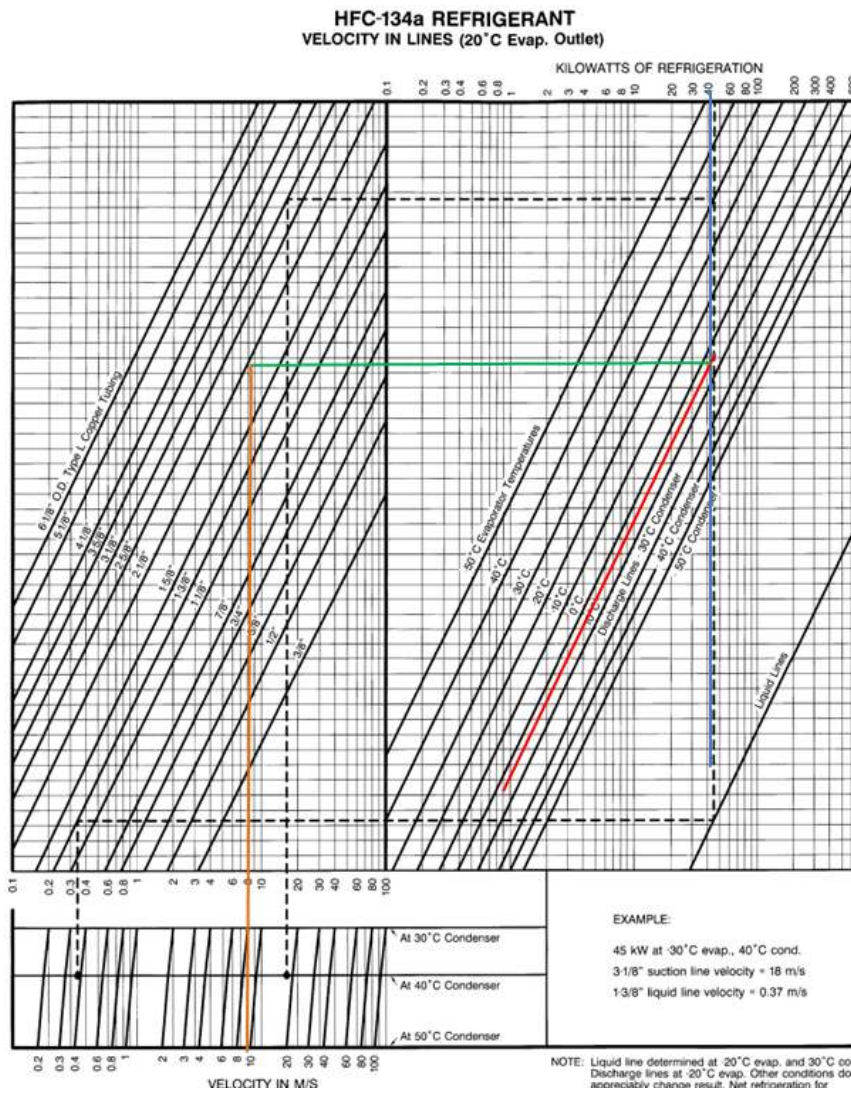 HFC-134a REFRIGERANT
VELOCITY IN LINES (20°C Evap. Outlet)
KILOWATTS OF REFRIGERATION
0.1 0.2 0.3 0.4 0.6 0.8 1 2 3 4 6 8 10 20 30 40 60 80 100 200 300 400
6-1/8" O.D. Type L Copper Tubing
5-1/8"
4-1/8"
3-5/8"
3-1/8"
2-5/8"
2-1/8"
1-5/8"
1-3/8"
1-1/8"
7/8"
3/4"
1/2"
3/8"
-50°C Evaporator Temperatures
-40°C
-30°C
-20°C
-10°C
0°C
10°C
Discharge Lines - 30°C Condenser
40°C Condenser
50°C Condenser
Liquid Lines
0.1 0.2 0.3 0.4 0.6 0.8 1 2 3 4 6 8 10 20 30 40 60 80 100
At 30°C Condenser
At 40°C Condenser
At 50°C Condenser
0.2 0.3 0.4 0.6 0.8 1 2 3 4 6 8 10 20 30 40 60 80 100
VELOCITY IN M/S
EXAMPLE:
45 kW at -30°C evap., 40°C cond.
3-1/8" suction line velocity = 18 m/s
1-3/8" liquid line velocity = 0.37 m/s
NOTE: Liquid line determined at -20°C evap. and 30°C co
Discharge lines at -20°C evap. Other conditions do
appreciably change result. Net refrigeration for